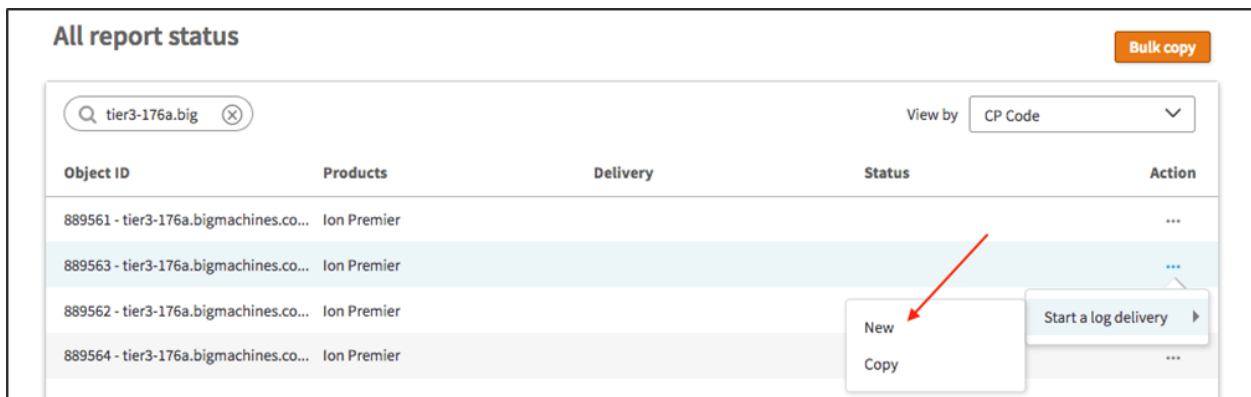 All report status
Bulk copy
tier3-176a.big
View by CP Code
Object ID Products Delivery Status Action
889561 - tier3-176a.bigmachines.co... Ion Premier ...
889563 - tier3-176a.bigmachines.co... Ion Premier ...
889562 - tier3-176a.bigmachines.co... Ion Premier
Start a log delivery
New
889564 - tier3-176a.bigmachines.co... Ion Premier ...
Copy